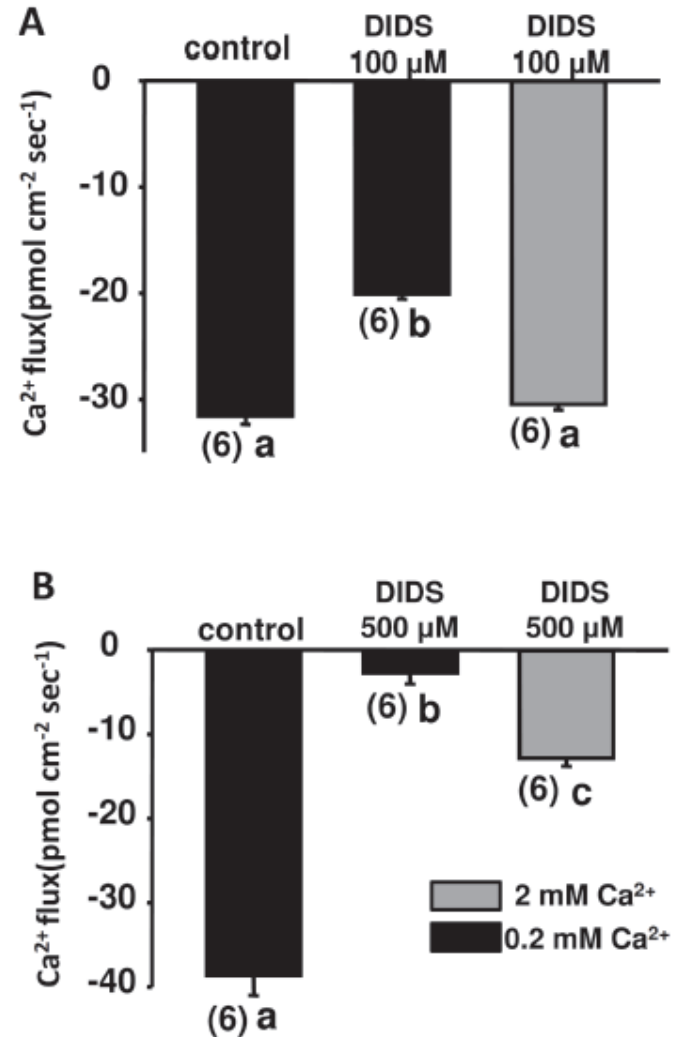 A
control
DIDS
100 µM
DIDS
100 µM
Ca²⁺ flux(pmol cm⁻² sec⁻¹)
0
-10
-20
-30
(6) a
(6) b
(6) a
B
control
DIDS
500 µM
DIDS
500 µM
Ca²⁺ flux(pmol cm⁻² sec⁻¹)
0
-10
-20
-30
-40
(6) a
(6) b
(6) c
2 mM Ca²⁺
0.2 mM Ca²⁺